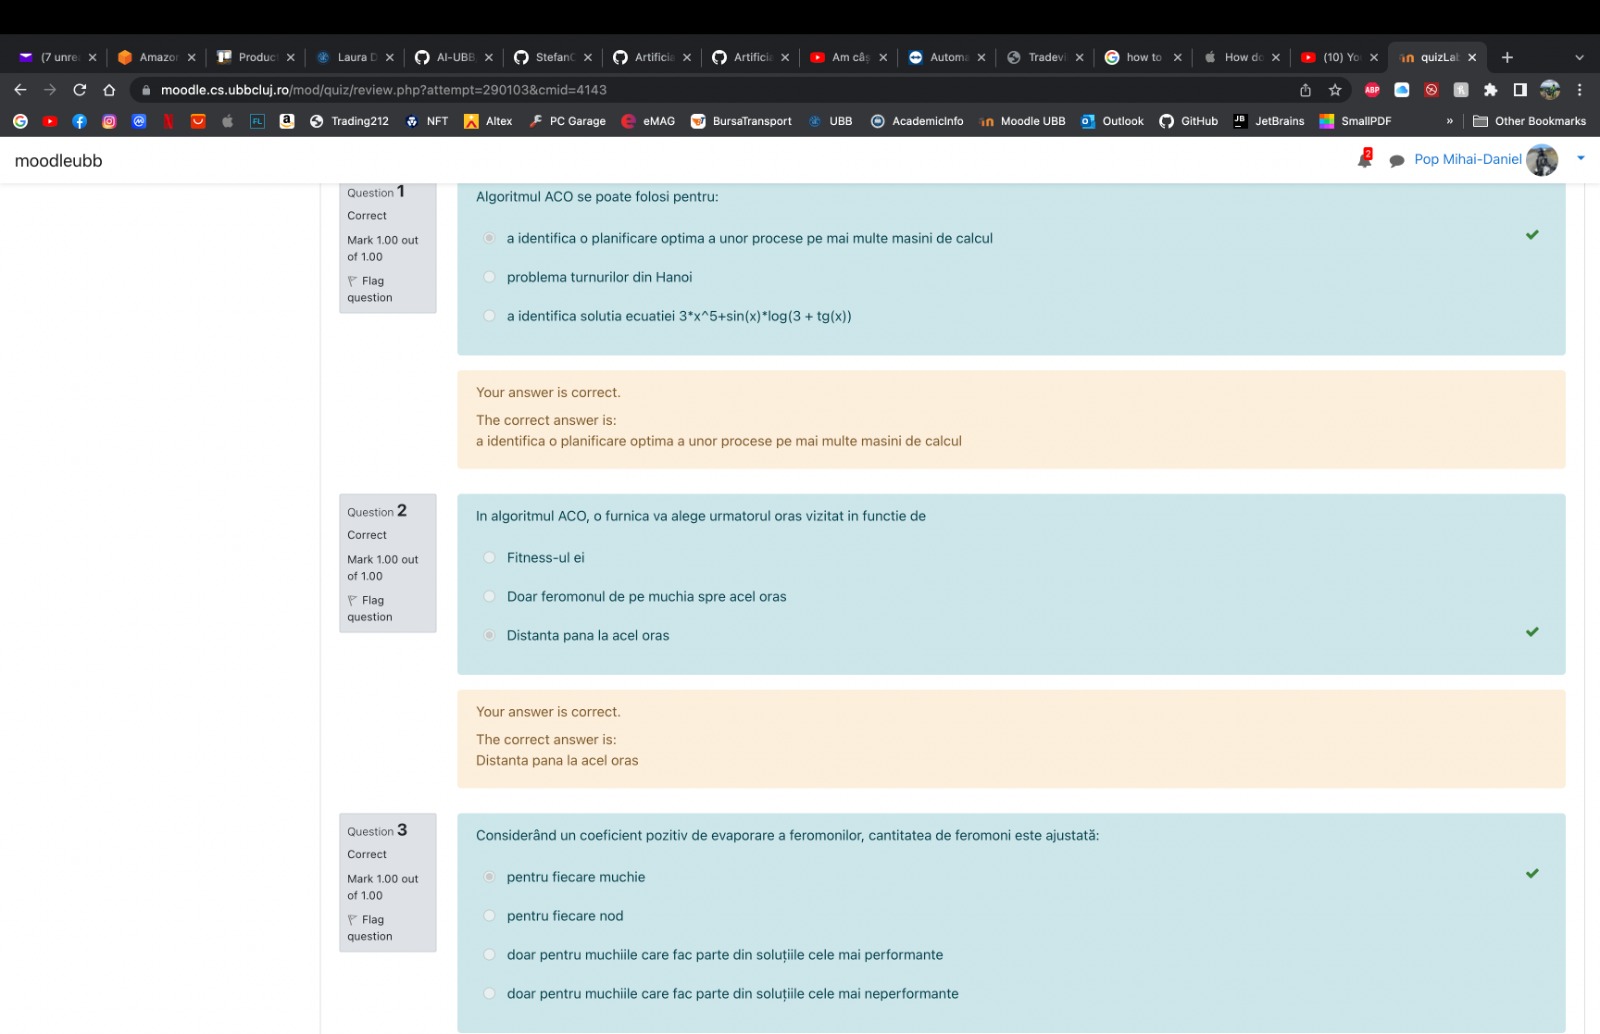 (7 unre
Amazon
Product
Laura D
AI-UBB
StefanC
Artificia
Artificia
Am câș
Automa
Tradevi
how to
How do
(10) Yo
quizLab
moodle.cs.ubbcluj.ro/mod/quiz/review.php?attempt=290103&cmid=4143
Trading212 NFT Altex PC Garage eMAG BursaTransport UBB AcademicInfo Moodle UBB Outlook GitHub JetBrains SmallPDF » Other Bookmarks
moodleubb
2
Pop Mihai-Daniel
Question 1
Correct
Mark 1.00 out
of 1.00
Flag
question
Algoritmul ACO se poate folosi pentru:
a identifica o planificare optima a unor procese pe mai multe masini de calcul
problema turnurilor din Hanoi
a identifica solutia ecuatiei 3*x^5+sin(x)*log(3 + tg(x))
Your answer is correct.
The correct answer is:
a identifica o planificare optima a unor procese pe mai multe masini de calcul
Question 2
Correct
Mark 1.00 out
of 1.00
Flag
question
In algoritmul ACO, o furnica va alege urmatorul oras vizitat in functie de
Fitness-ul ei
Doar feromonul de pe muchia spre acel oras
Distanta pana la acel oras
Your answer is correct.
The correct answer is:
Distanta pana la acel oras
Question 3
Correct
Mark 1.00 out
of 1.00
Flag
question
Considerând un coeficient pozitiv de evaporare a feromonilor, cantitatea de feromoni este ajustată:
pentru fiecare muchie
pentru fiecare nod
doar pentru muchiile care fac parte din soluțiile cele mai performante
doar pentru muchiile care fac parte din soluțiile cele mai neperformante